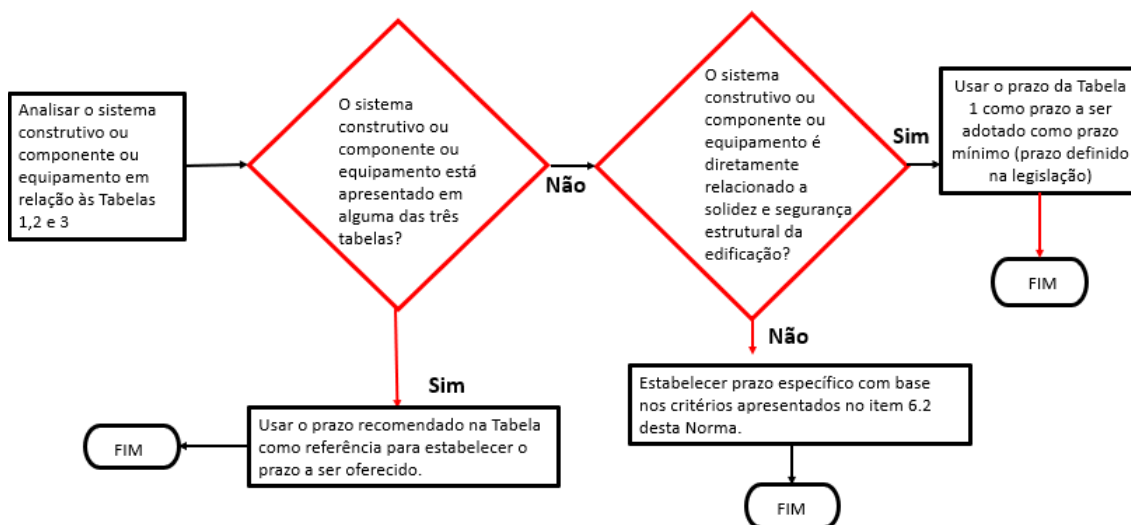 Analisar o sistema
construtivo ou
componente ou
equipamento em
relação às Tabelas
1,2 e 3
O sistema
construtivo ou
componente ou
equipamento está
apresentado em
alguma das três
tabelas?
Não
O sistema
construtivo ou
componente ou
equipamento é
diretamente
relacionado a
solidez e segurança
estrutural da
edificação?
Sim
Usar o prazo da Tabela
1 como prazo a ser
adotado como prazo
mínimo (prazo definido
na legislação)
FIM
Não
Estabelecer prazo específico com base
nos critérios apresentados no item 6.2
desta Norma.
FIM
Sim
Usar o prazo recomendado na Tabela
como referência para estabelecer o
prazo a ser oferecido.
FIM